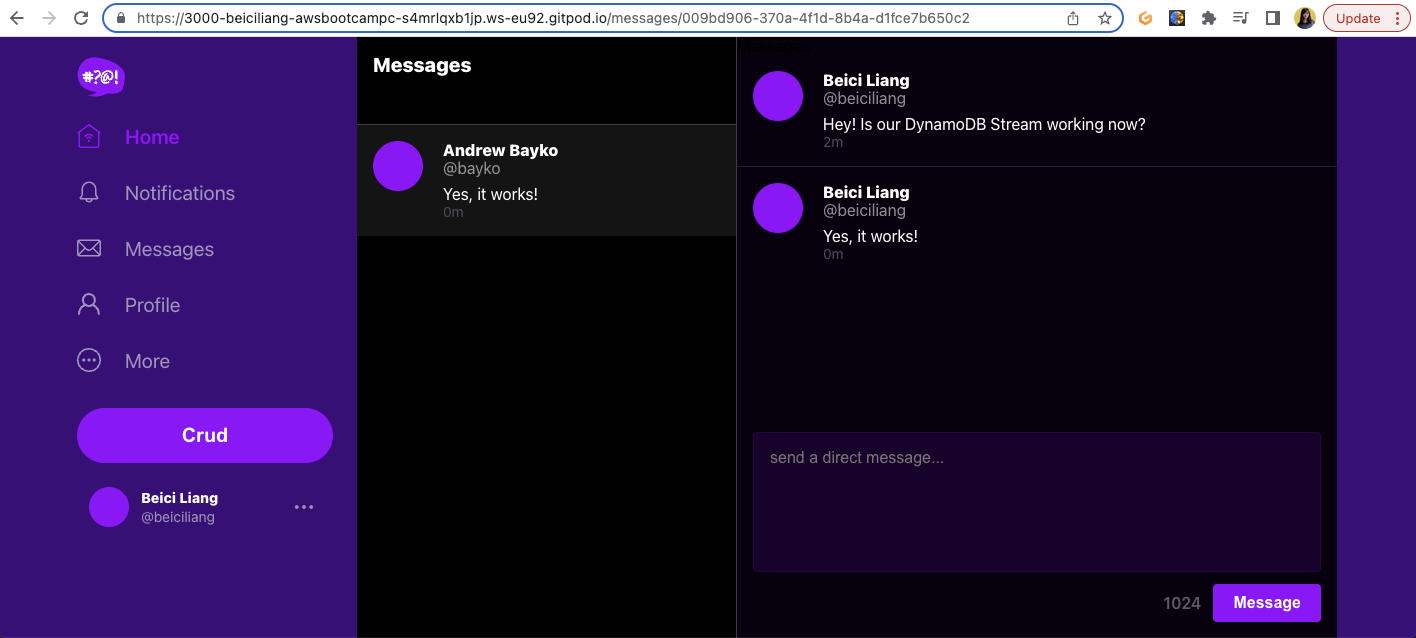 https://3000-beiciliang-awsbootcampc-s4mrlqxb1jp.ws-eu92.gitpod.io/messages/009bd906-370a-4f1d-8b4a-d1fce7b650c2
Update
#?@!
Home
Notifications
Messages
Profile
More
Crud
Beici Liang
@beiciliang
Messages
Andrew Bayko
@bayko
Yes, it works!
0m
Beici Liang
@beiciliang
Hey! Is our DynamoDB Stream working now?
2m
Beici Liang
@beiciliang
Yes, it works!
0m
send a direct message...
1024
Message